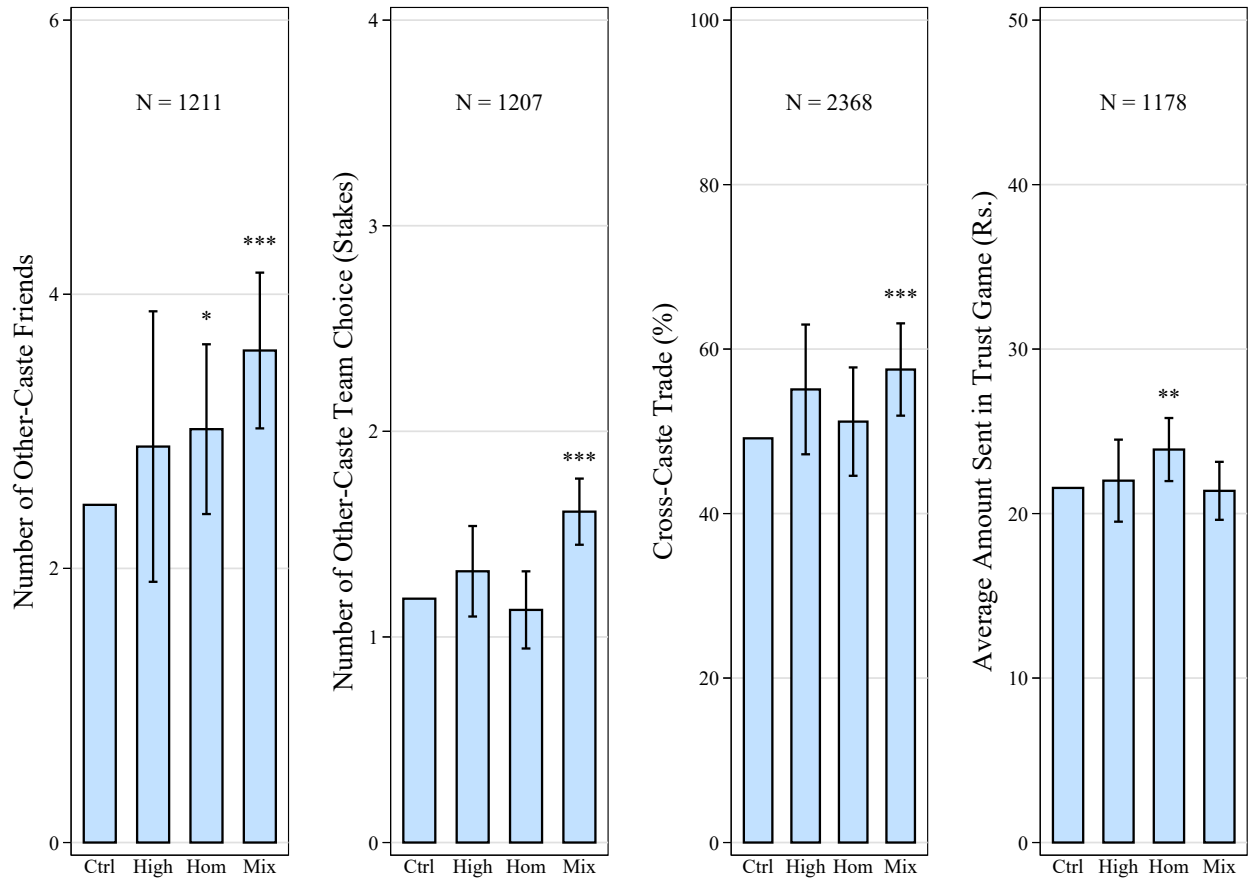 Number of Other-Caste Friends
6
4
2
0
N = 1211
*
***
Ctrl High Hom Mix
Number of Other-Caste Team Choice (Stakes)
4
3
2
1
0
N = 1207
***
Ctrl High Hom Mix
Cross-Caste Trade (%)
100
80
60
40
20
0
N = 2368
***
Ctrl High Hom Mix
Average Amount Sent in Trust Game (Rs.)
50
40
30
20
10
0
N = 1178
**
Ctrl High Hom Mix